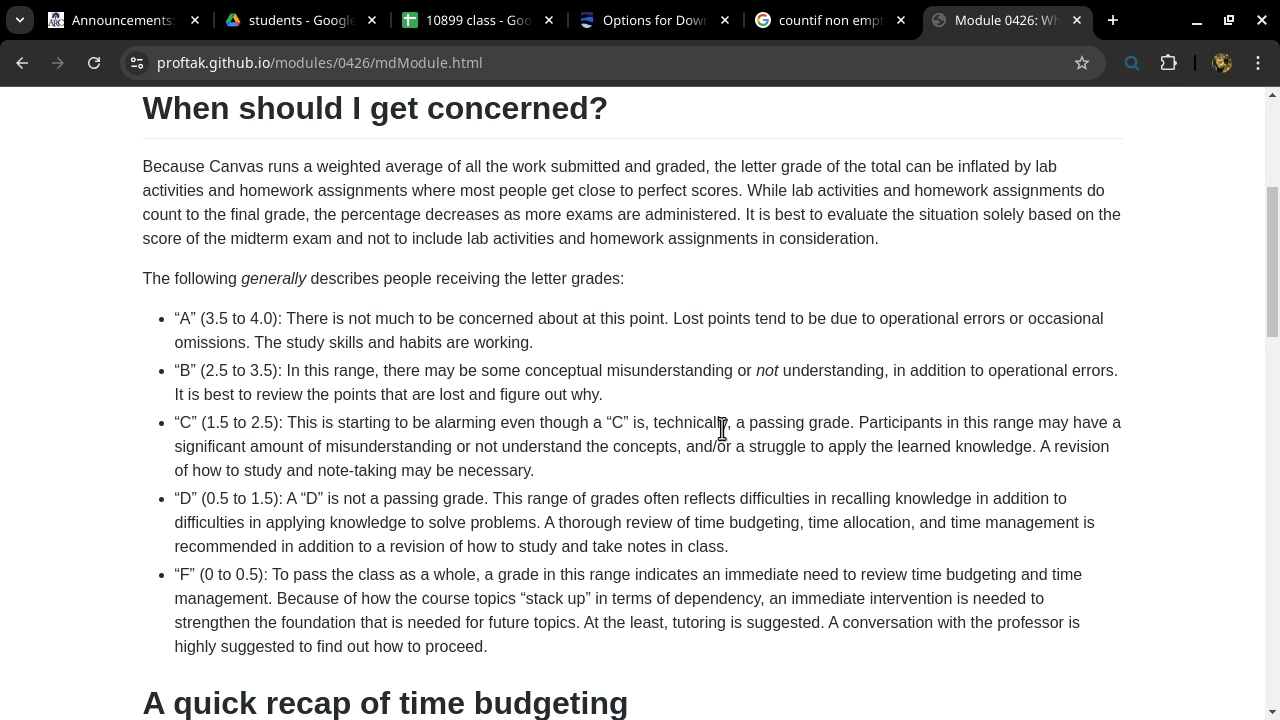 Announcements:
students - Google
10899 class - Goo
Options for Dow
countif non empt
Module 0426: Wh
proftak.github.io/modules/0426/mdModule.html
When should I get concerned?
Because Canvas runs a weighted average of all the work submitted and graded, the letter grade of the total can be inflated by lab
activities and homework assignments where most people get close to perfect scores. While lab activities and homework assignments do
count to the final grade, the percentage decreases as more exams are administered. It is best to evaluate the situation solely based on the
score of the midterm exam and not to include lab activities and homework assignments in consideration.
The following generally describes people receiving the letter grades:
• “A” (3.5 to 4.0): There is not much to be concerned about at this point. Lost points tend to be due to operational errors or occasional
omissions. The study skills and habits are working.
• “B” (2.5 to 3.5): In this range, there may be some conceptual misunderstanding or not understanding, in addition to operational errors.
It is best to review the points that are lost and figure out why.
• “C” (1.5 to 2.5): This is starting to be alarming even though a “C” is, technically, a passing grade. Participants in this range may have a
significant amount of misunderstanding or not understand the concepts, and/or a struggle to apply the learned knowledge. A revision
of how to study and note-taking may be necessary.
• “D” (0.5 to 1.5): A “D” is not a passing grade. This range of grades often reflects difficulties in recalling knowledge in addition to
difficulties in applying knowledge to solve problems. A thorough review of time budgeting, time allocation, and time management is
recommended in addition to a revision of how to study and take notes in class.
• “F” (0 to 0.5): To pass the class as a whole, a grade in this range indicates an immediate need to review time budgeting and time
management. Because of how the course topics “stack up” in terms of dependency, an immediate intervention is needed to
strengthen the foundation that is needed for future topics. At the least, tutoring is suggested. A conversation with the professor is
highly suggested to find out how to proceed.
A quick recap of time budgeting